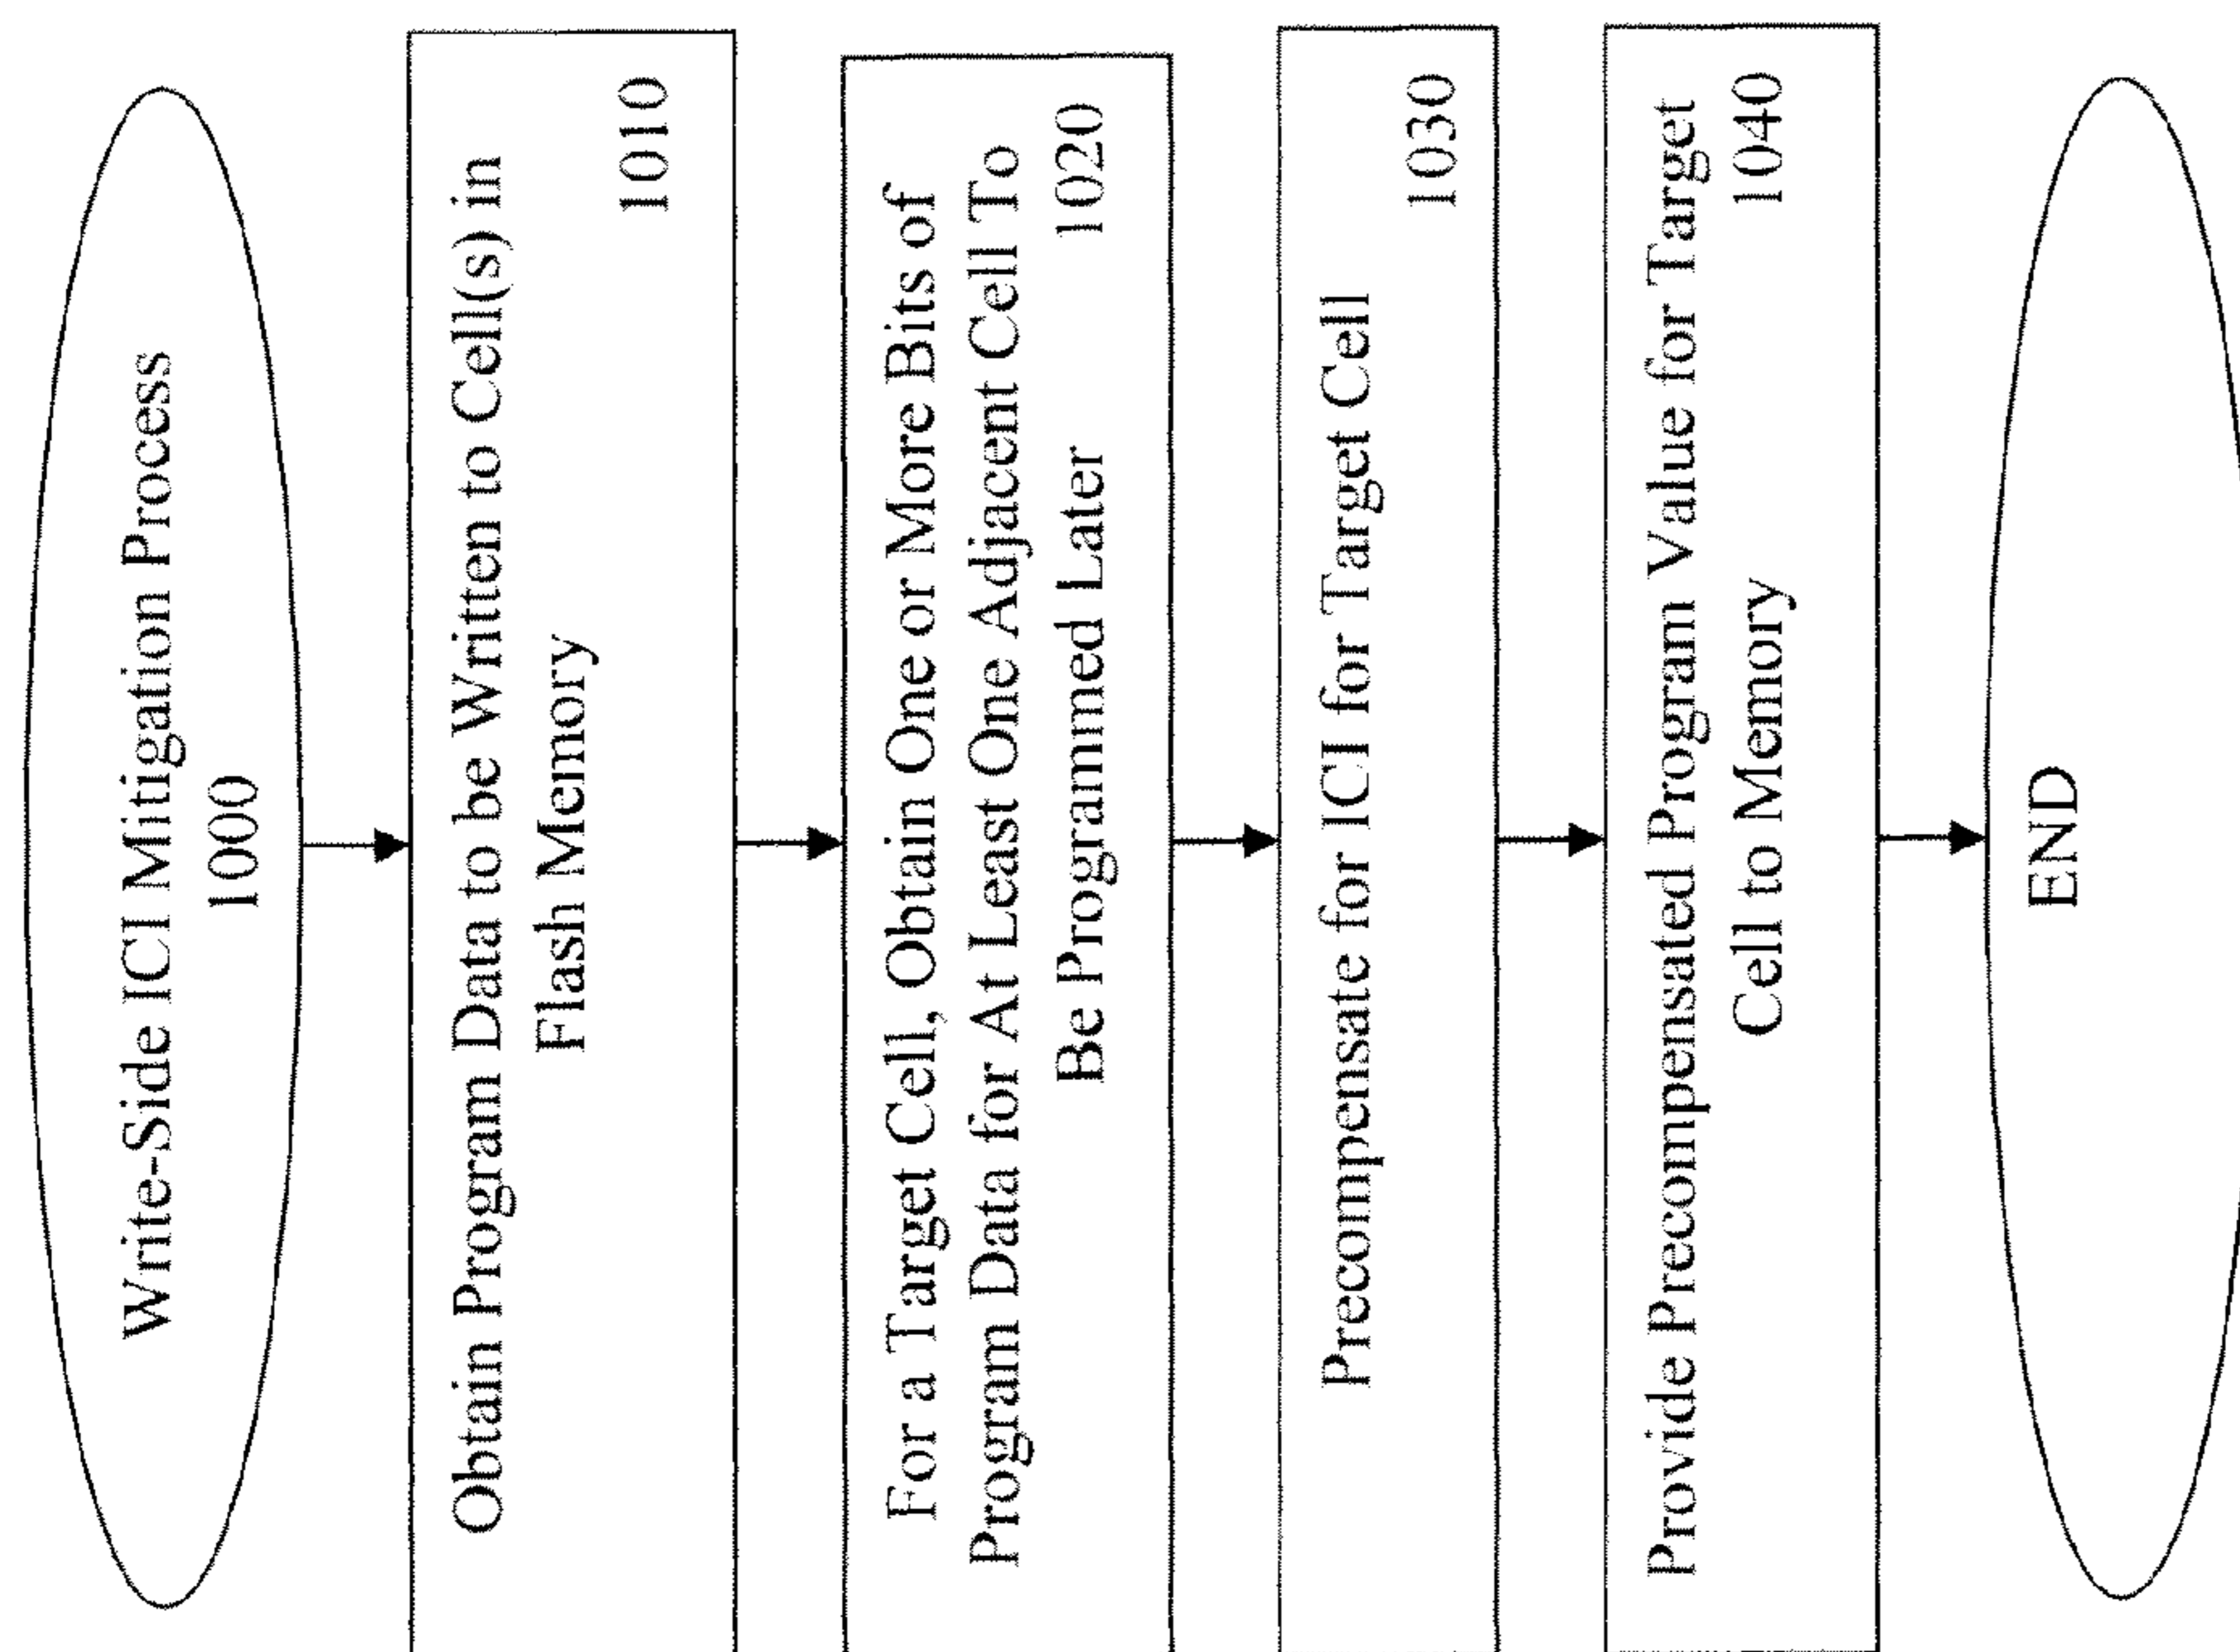 Write-Side ICI Mitigation Process
1000
Obtain Program Data to be Written to Cell(s) in
Flash Memory
1010
For a Target Cell, Obtain One or More Bits of
Program Data for At Least One Adjacent Cell To
Be Programmed Later
1020
Precompensate for ICI for Target Cell
1030
Provide Precompensated Program Value for Target
Cell to Memory
1040
END